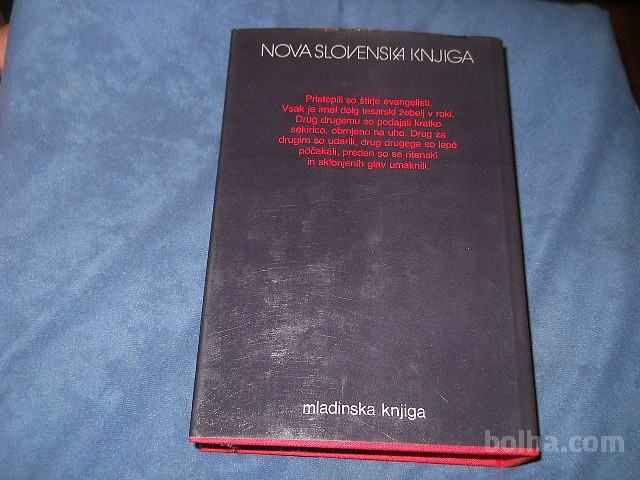 NOVA SLOVENSKA KNJIGA
Pristopili so štirje evangelisti.
Vsak je imel dolg tesarski žebelj v roki.
Drug drugemu so podajali kratko
sekirico, obrnjeno na uho. Drug za
drugim so udarili, drug drugega so lepó
póčakáli, preden so se ritenski
in sklonjenih glav umaknili.
mladinska knjiga
bolha.com